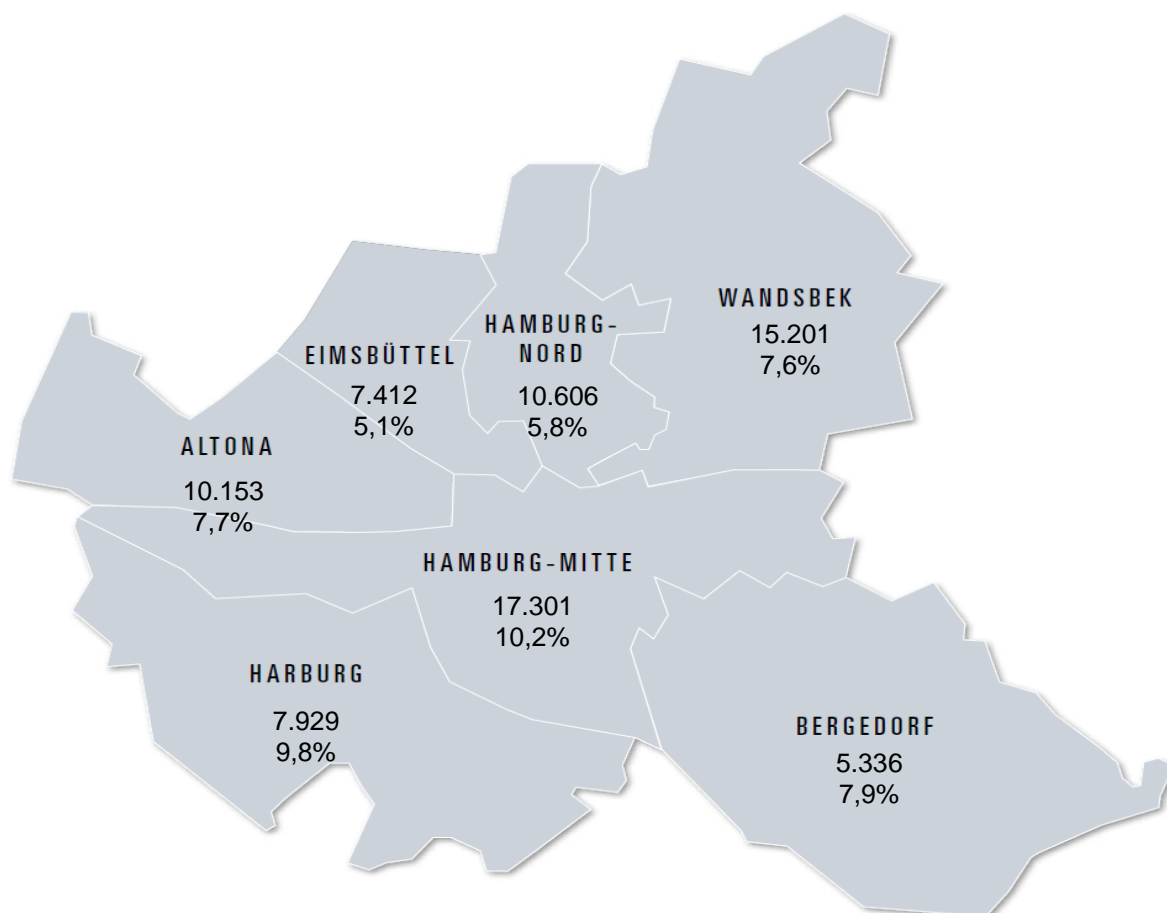 WANDSBEK
15.201
7,6%
HAMBURG-
NORD
10.606
5,8%
EIMSBÜTTEL
7.412
5,1%
ALTONA
10.153
7,7%
HAMBURG-MITTE
17.301
10,2%
HARBURG
7.929
9,8%
BERGEDORF
5.336
7,9%